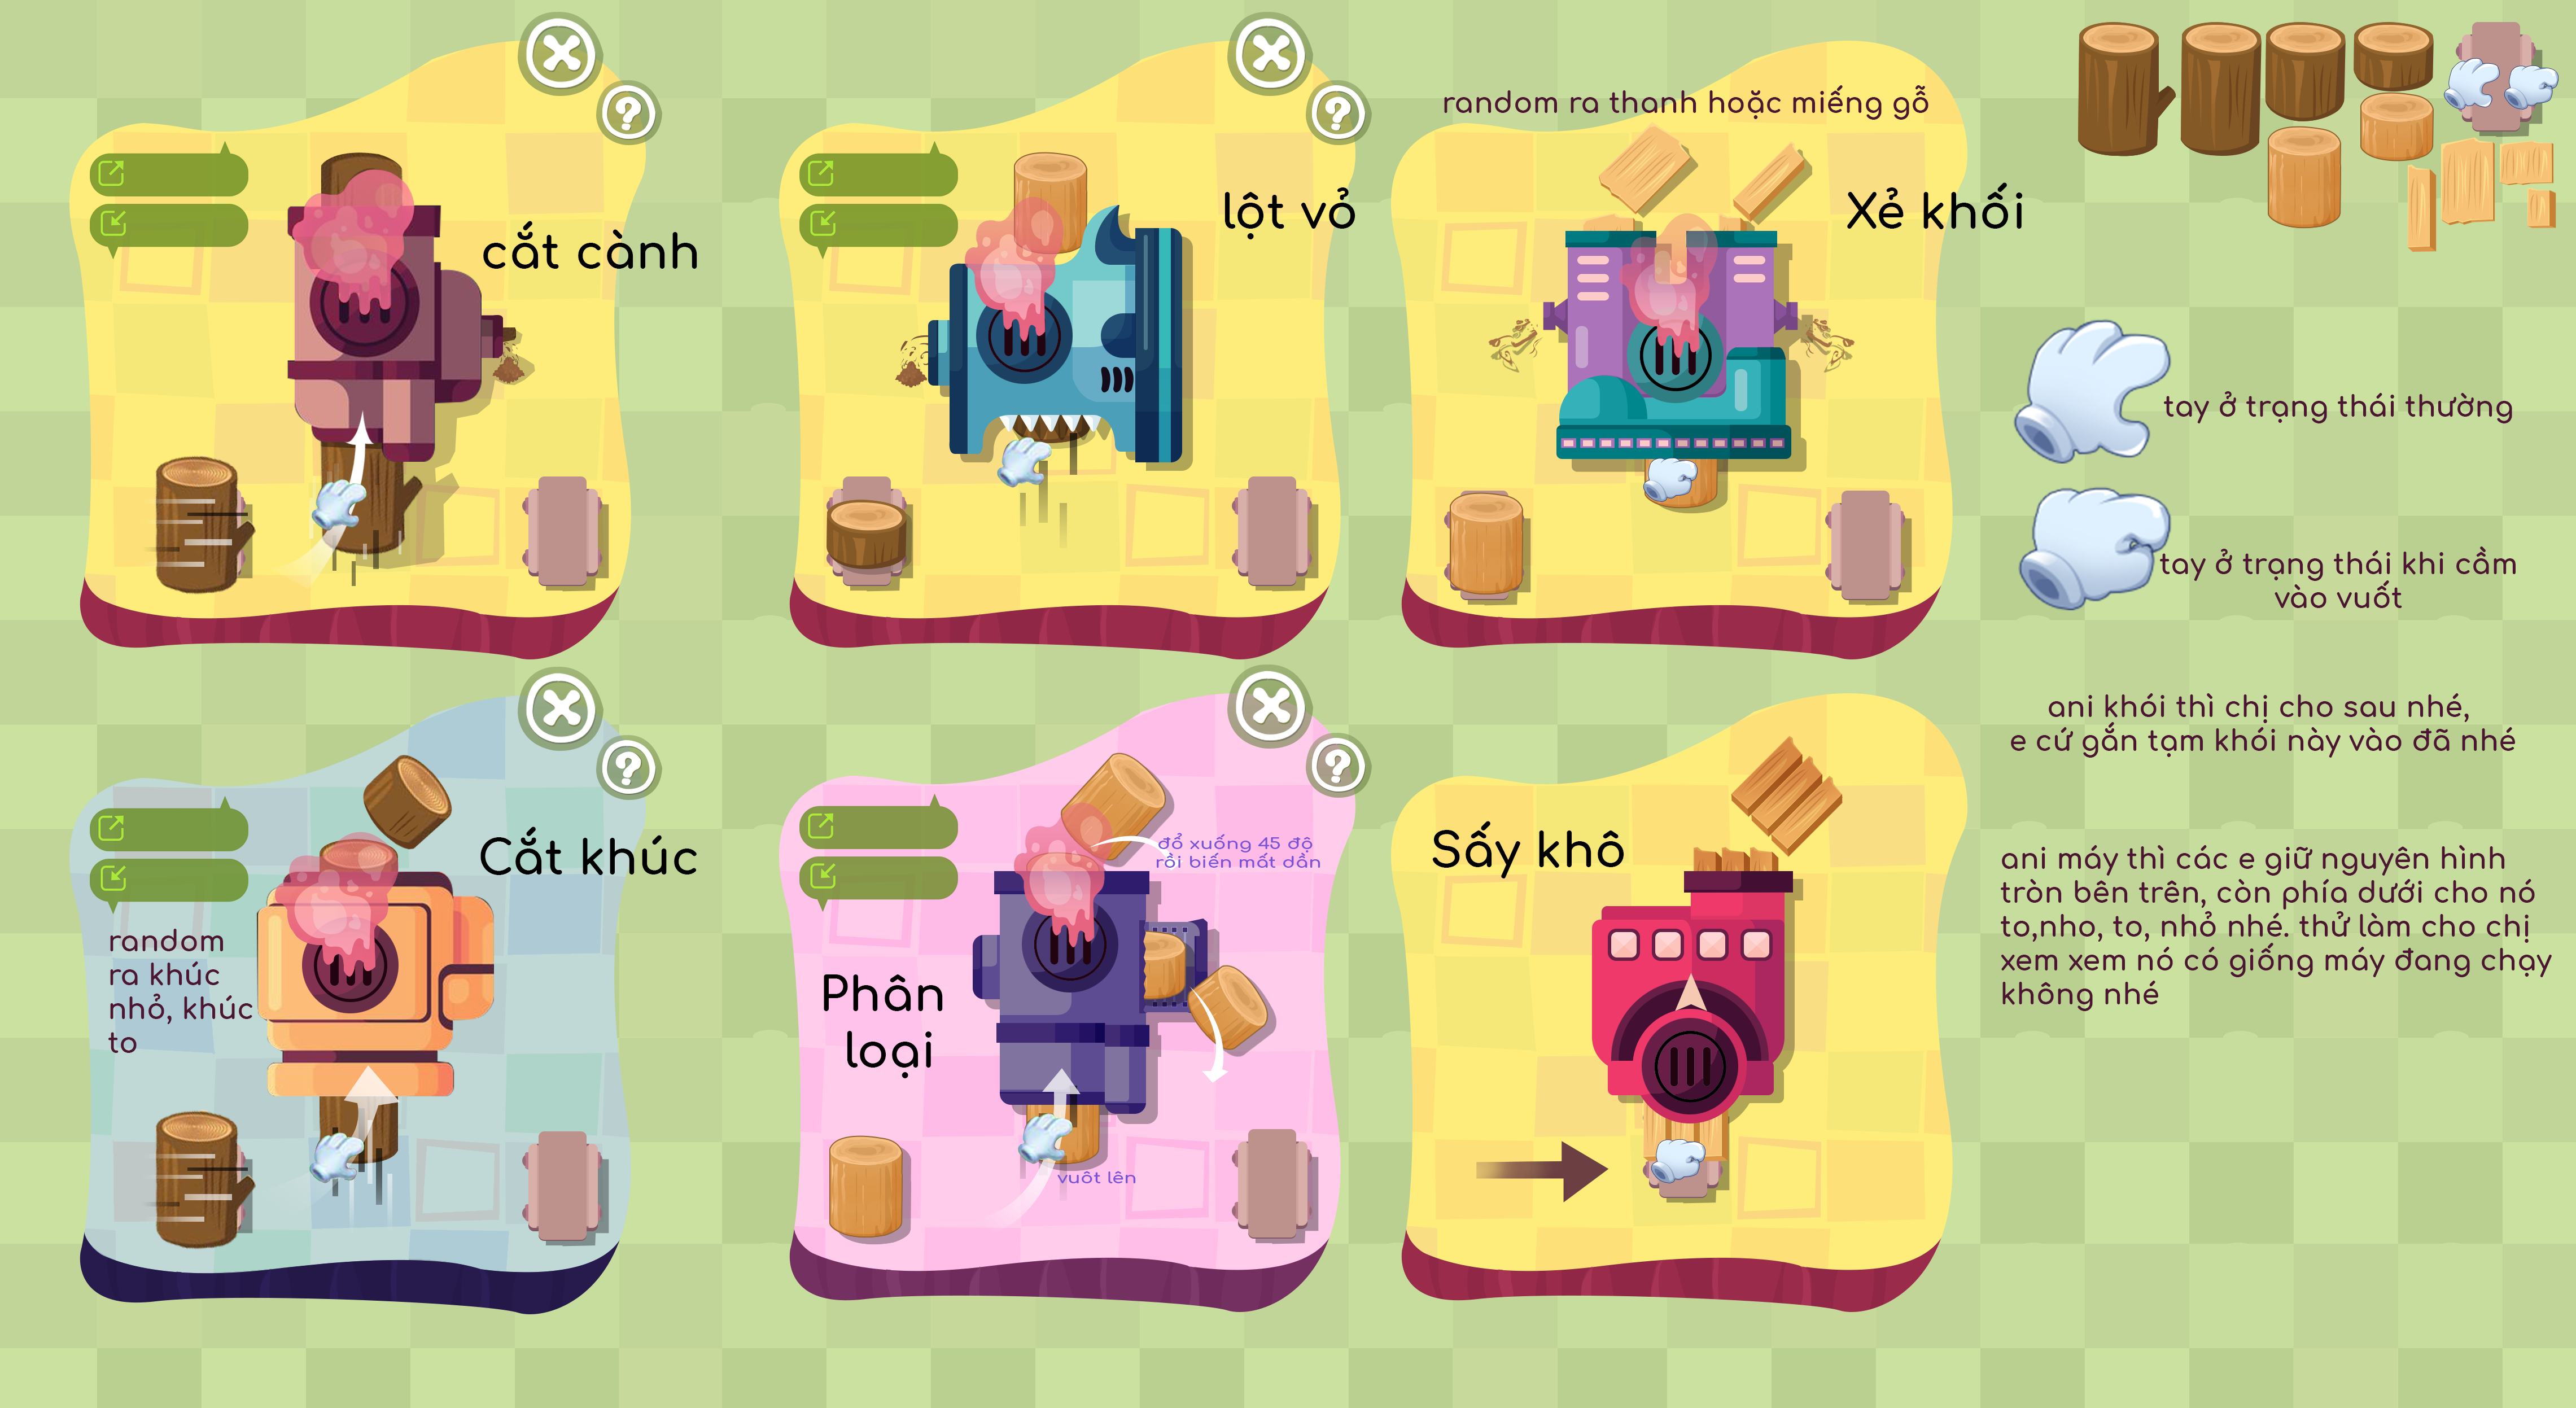 cắt cành
lột vỏ
random ra thanh hoặc miếng gỗ
Xẻ khối
tay ở trạng thái thường
tay ở trạng thái khi cầm
vào vuốt
Cắt khúc
random
ra khúc
nhỏ, khúc
to
đổ xuống 45 độ
rồi biến mất dần
Phân
loại
vuốt lên
Sấy khô
ani khói thì chị cho sau nhé,
e cứ gắn tạm khói này vào đã nhé
ani máy thì các e giữ nguyên hình
tròn bên trên, còn phía dưới cho nó
to,nho, to, nhỏ nhé. thử làm cho chị
xem xem nó có giống máy đang chạy
không nhé